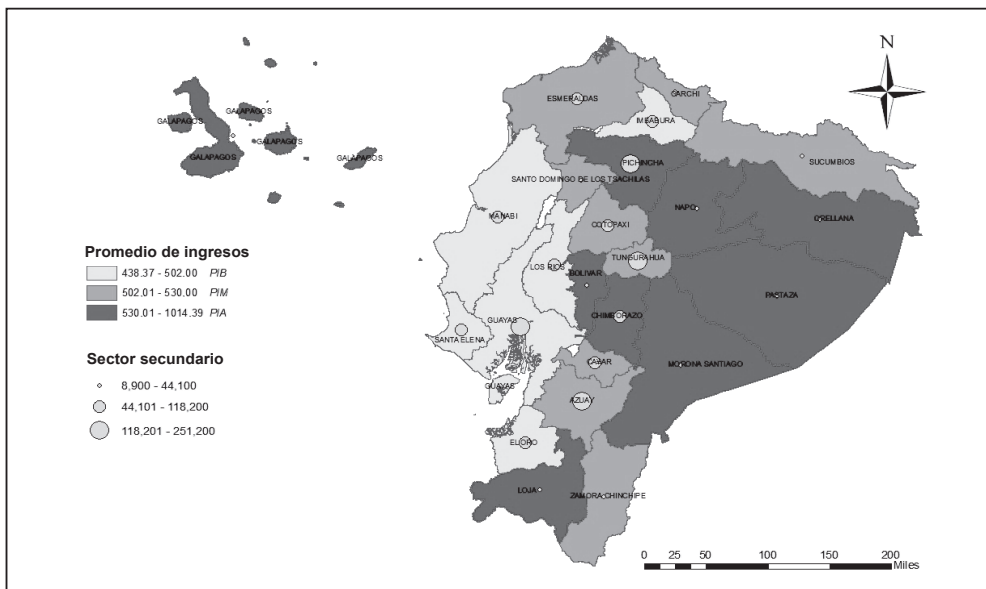 N
ESMERALDAS
CARCHI
IMBABURA
GALAPAGOS
GALAPAGOS
GALAPAGOS
GALAPAGOS
GALAPAGOS
PICHINCHA
SUCUMBIOS
SANTO DOMINGO DE LOS TSACHILAS
NAPO
ORELLANA
MANABI
COTOPAXI
Promedio de ingresos
438.37 - 502.00 PIB
502.01 - 530.00 PIM
530.01 - 1014.39 PIA
TUNGURAHUA
LOS RIOS
BOLIVAR
PASTAZA
CHIMBORAZO
GUAYAS
SANTA ELENA
Sector secundario
8,900 - 44,100
44,101 - 118,200
118,201 - 251,200
CAÑAR
MORONA SANTIAGO
GUAYAS
AZUAY
EL ORO
LOJA
ZAMORA CHINCHIPE
0 25 50 100 150 200
Miles